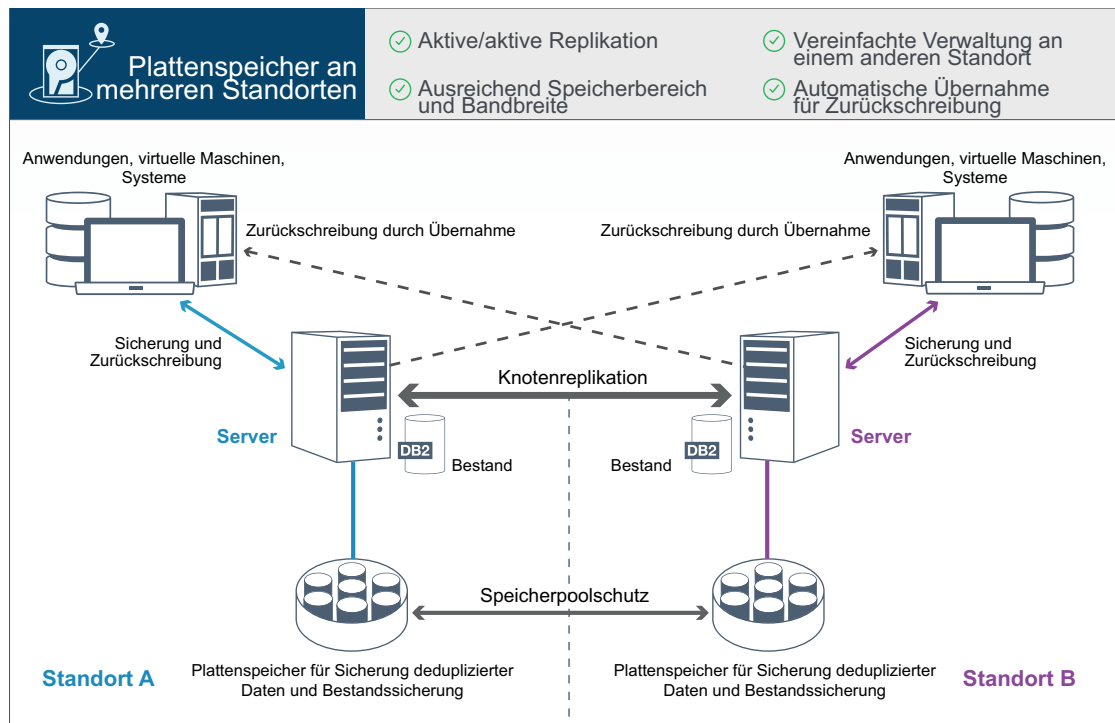 Plattenspeicher an
mehreren Standorten
Aktive/aktive Replikation
Ausreichend Speicherbereich
und Bandbreite
Vereinfachte Verwaltung an
einem anderen Standort
Automatische Übernahme
für Zurückschreibung
Anwendungen, virtuelle Maschinen,
Systeme
Anwendungen, virtuelle Maschinen,
Systeme
Zurückschreibung durch Übernahme
Zurückschreibung durch Übernahme
Sicherung und
Zurückschreibung
Sicherung und
Zurückschreibung
Knotenreplikation
Server
Server
DB2
Bestand
DB2
Bestand
Speicherpoolschutz
Plattenspeicher für Sicherung deduplizierter
Daten und Bestandssicherung
Plattenspeicher für Sicherung deduplizierter
Daten und Bestandssicherung
Standort A
Standort B